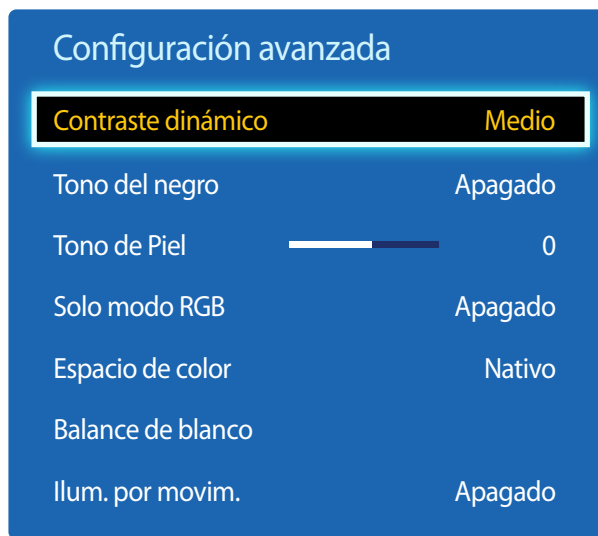 Configuración avanzada
Contraste dinámico Medio
Tono del negro Apagado
Tono de Piel 0
Solo modo RGB Apagado
Espacio de color Nativo
Balance de blanco
Ilum. por movim. Apagado